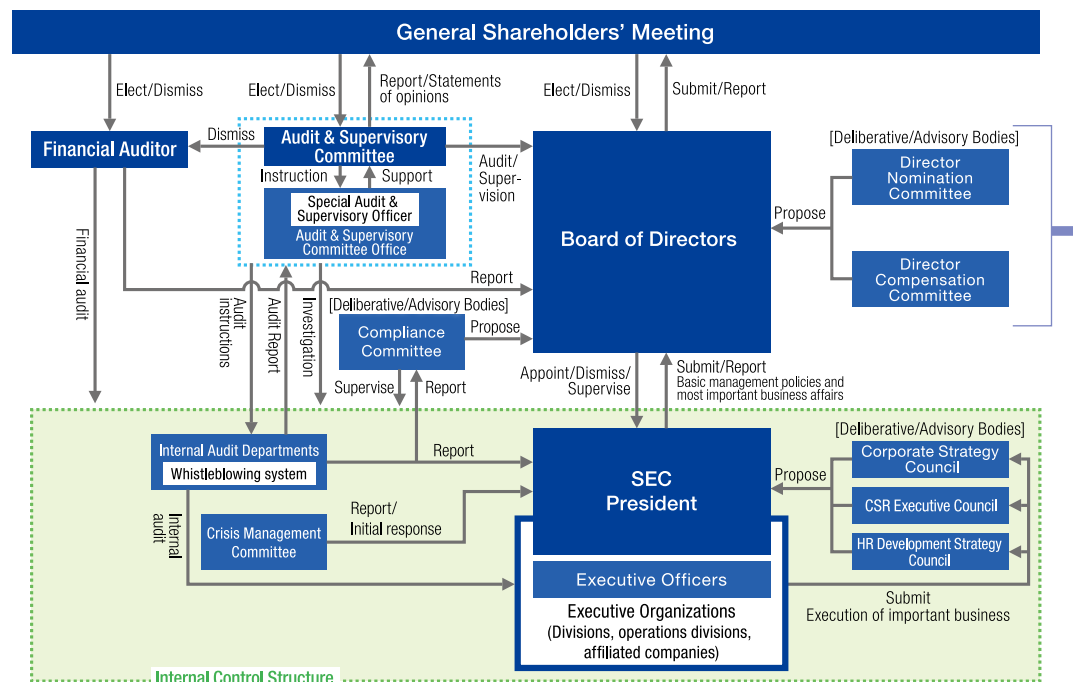 General Shareholders' Meeting
Elect/Dismiss
Elect/Dismiss
Report/Statements
of opinions
Elect/Dismiss
Submit/Report
Financial Auditor
Dismiss
Audit & Supervisory
Committee
Audit/
Super-
vision
Instruction
Support
Special Audit &
Supervisory Officer
Audit & Supervisory
Committee Office
Board of Directors
[Deliberative/Advisory Bodies]
Director
Nomination
Committee
Propose
Director
Compensation
Committee
Financial audit
Report
Audit
instructions
Audit Report
Investigation
[Deliberative/Advisory Bodies]
Compliance
Committee
Propose
Supervise
Report
Appoint/Dismiss/
Supervise
Submit/Report
Basic management policies and
most important business affairs
Internal Audit Departments
Whistleblowing system
Report
SEC
President
[Deliberative/Advisory Bodies]
Corporate Strategy
Council
Propose
CSR Executive Council
HR Development Strategy
Council
Internal
audit
Crisis Management
Committee
Report/
Initial response
Executive Officers
Executive Organizations
(Divisions, operations divisions,
affiliated companies)
Submit
Execution of important business
Internal Control Structure